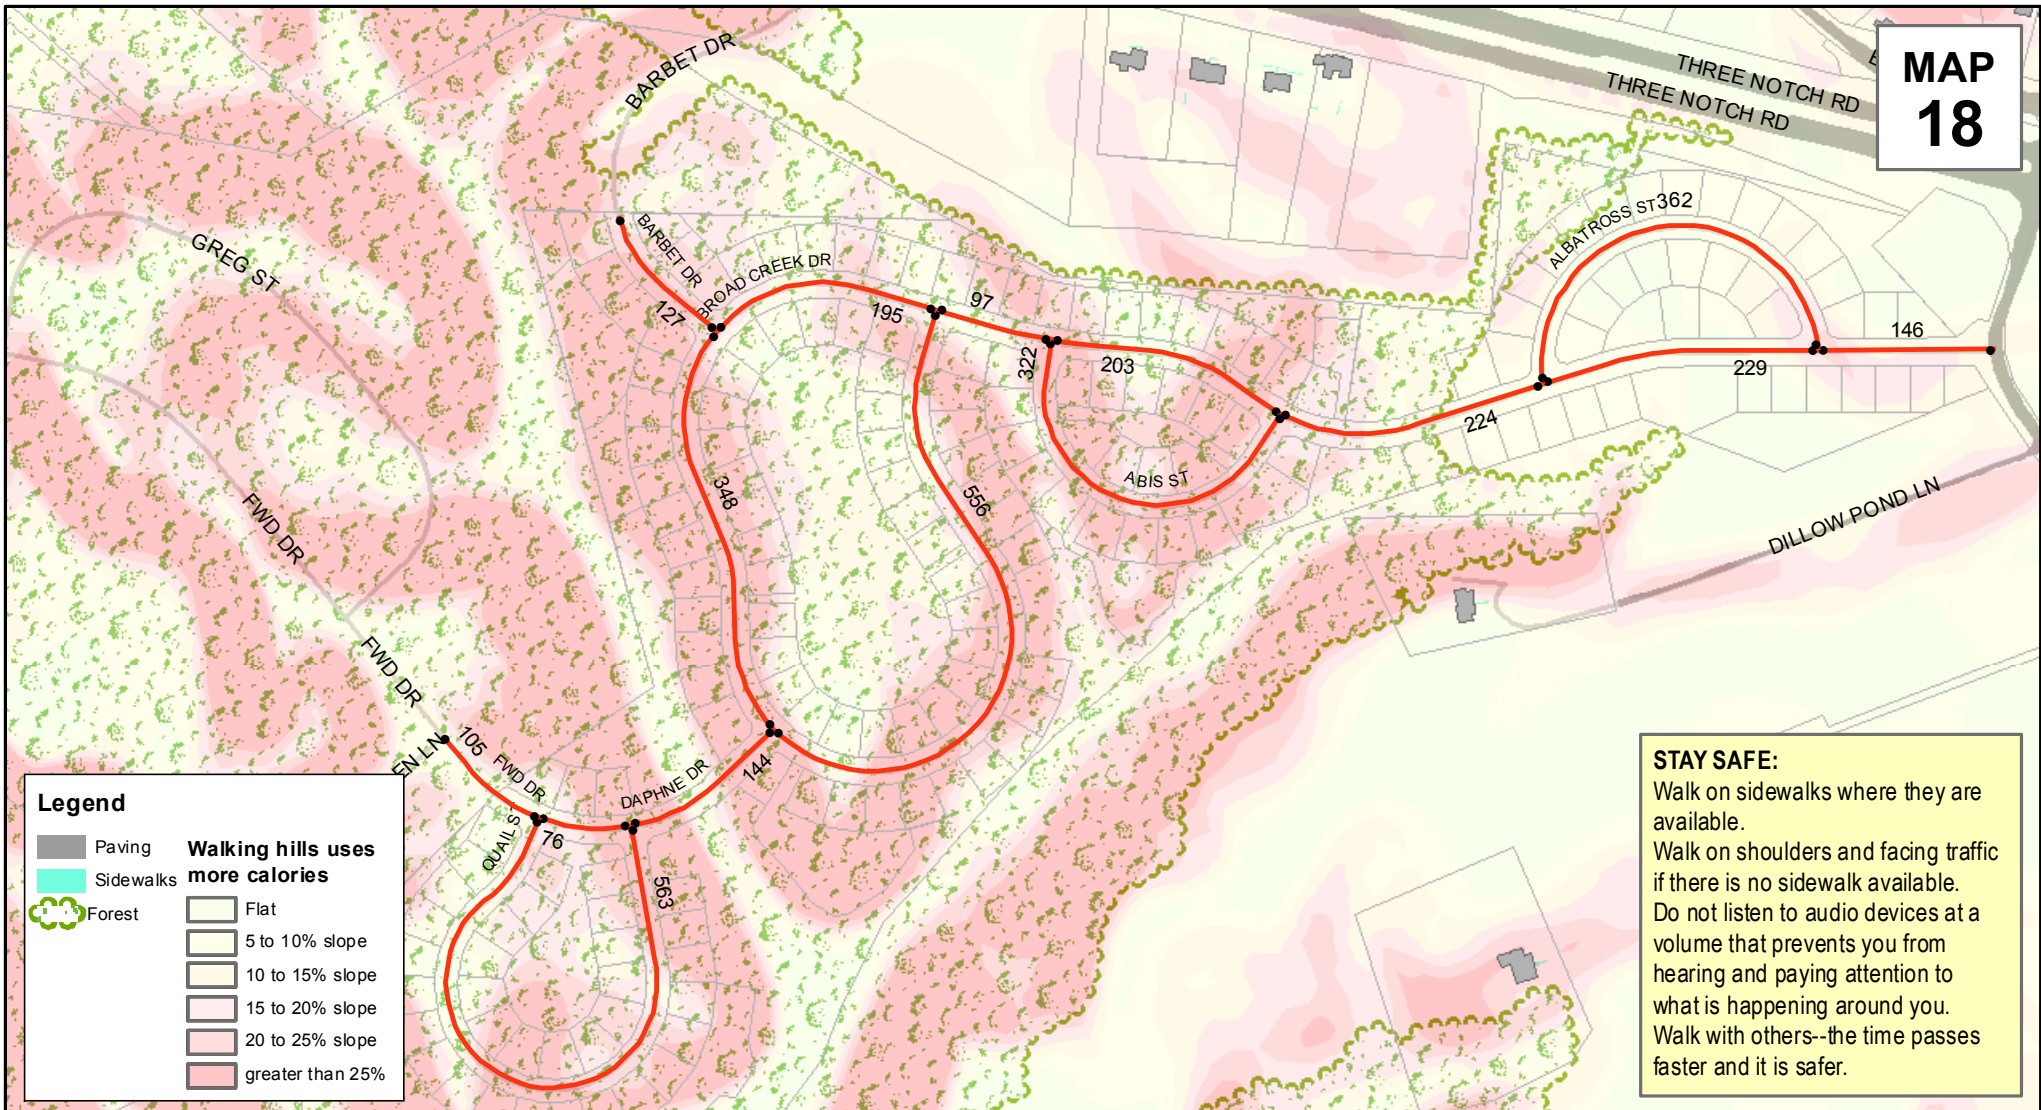 BARBET DR
MAP
18
THREE NOTCH RD
THREE NOTCH RD
GREG ST
BARBET DR
BROAD CREEK DR
127
195
97
322
203
ALBATROSS ST
362
146
229
224
ABIS ST
348
556
FWD DR
DILLOW POND LN
FWD DR
105
EN LN
FWD DR
QUAIL S
76
DAPHNE DR
144
563
Legend
Paving
Sidewalks
Forest
Walking hills uses
more calories
Flat
5 to 10% slope
10 to 15% slope
15 to 20% slope
20 to 25% slope
greater than 25%
STAY SAFE:
Walk on sidewalks where they are
available.
Walk on shoulders and facing traffic
if there is no sidewalk available.
Do not listen to audio devices at a
volume that prevents you from
hearing and paying attention to
what is happening around you.
Walk with others--the time passes
faster and it is safer.